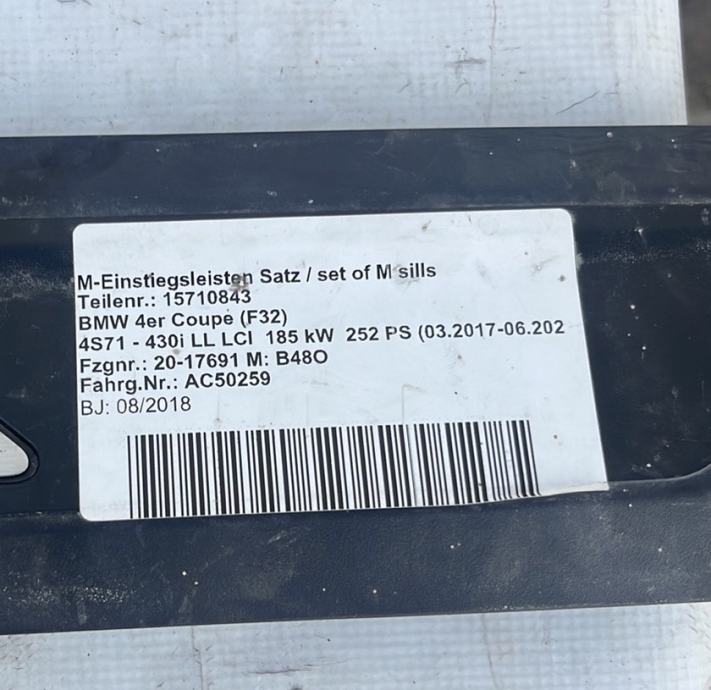 M-Einstiegsleisten Satz / set of M sills
Teilenr.: 15710843
BMW 4er Coupé (F32)
4S71 - 430i LL LCI 185 kW 252 PS (03.2017-06.202
Fzgnr.: 20-17691 M: B48O
Fahrg.Nr.: AC50259
BJ: 08/2018